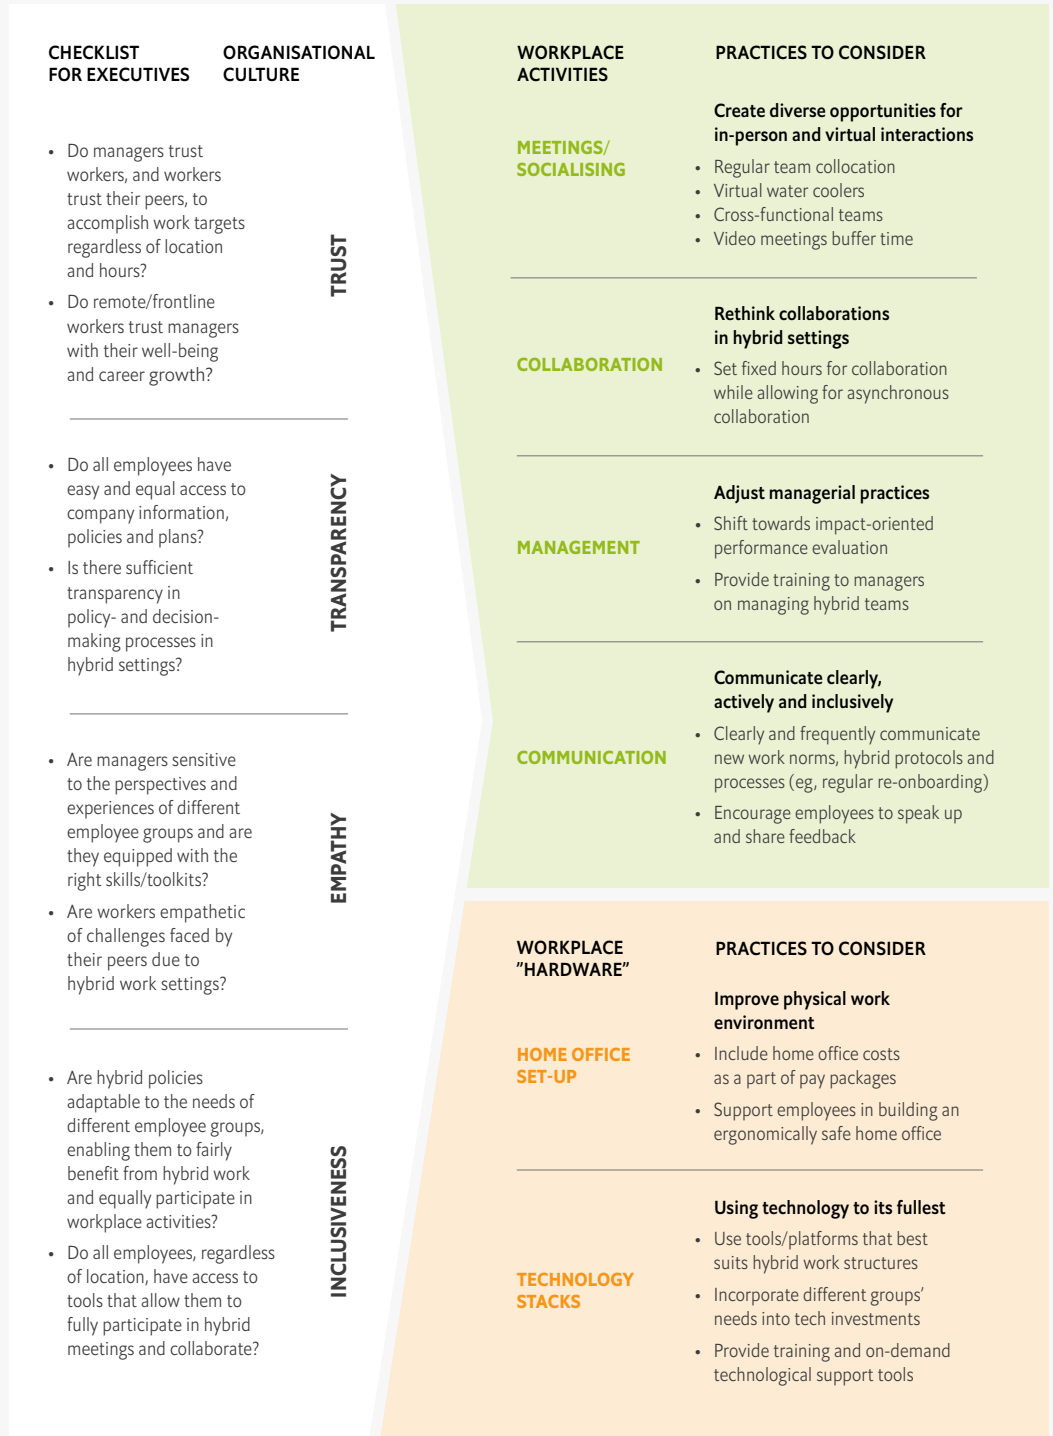 CHECKLIST
FOR EXECUTIVES
ORGANISATIONAL
CULTURE
• Do managers trust
workers, and workers
trust their peers, to
accomplish work targets
regardless of location
and hours?
• Do remote/frontline
workers trust managers
with their well-being
and career growth?
TRUST
• Do all employees have
easy and equal access to
company information,
policies and plans?
• Is there sufficient
transparency in
policy- and decision-
making processes in
hybrid settings?
TRANSPARENCY
• Are managers sensitive
to the perspectives and
experiences of different
employee groups and are
they equipped with the
right skills/toolkits?
• Are workers empathetic
of challenges faced by
their peers due to
hybrid work settings?
EMPATHY
• Are hybrid policies
adaptable to the needs of
different employee groups,
enabling them to fairly
benefit from hybrid work
and equally participate in
workplace activities?
• Do all employees, regardless
of location, have access to
tools that allow them to
fully participate in hybrid
meetings and collaborate?
INCLUSIVENESS
WORKPLACE
ACTIVITIES
PRACTICES TO CONSIDER
MEETINGS/
SOCIALISING
Create diverse opportunities for
in-person and virtual interactions
• Regular team collocation
• Virtual water coolers
• Cross-functional teams
• Video meetings buffer time
COLLABORATION
Rethink collaborations
in hybrid settings
• Set fixed hours for collaboration
while allowing for asynchronous
collaboration
MANAGEMENT
Adjust managerial practices
• Shift towards impact-oriented
performance evaluation
• Provide training to managers
on managing hybrid teams
COMMUNICATION
Communicate clearly,
actively and inclusively
• Clearly and frequently communicate
new work norms, hybrid protocols and
processes (eg, regular re-onboarding)
• Encourage employees to speak up
and share feedback
WORKPLACE
”HARDWARE”
PRACTICES TO CONSIDER
HOME OFFICE
SET-UP
Improve physical work
environment
• Include home office costs
as a part of pay packages
• Support employees in building an
ergonomically safe home office
TECHNOLOGY
STACKS
Using technology to its fullest
• Use tools/platforms that best
suits hybrid work structures
• Incorporate different groups’
needs into tech investments
• Provide training and on-demand
technological support tools